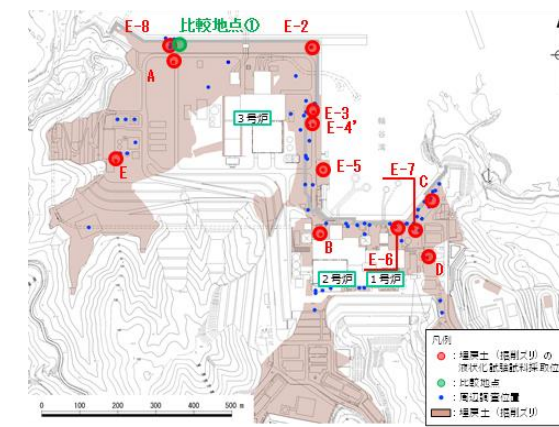 E-8
比較地点①
E-2
A
E-3
3号炉
E-4'
輪谷湾
E-5
E-7
C
E
B
D
E-6
2号炉
1号炉
凡例
：埋戻土（掘削ズリ）の
液状化試験試料採取位
：比較地点
：周辺調査位置
：埋戻土（掘削ズリ）
0 100 200 300 400 500 m